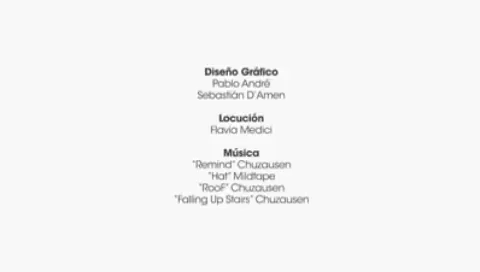 Diseño Gráfico
Pablo André
Sebastián D'Amen
Locución
Flavia Medici
Música
"Remind" Chuzausen
"Hat" Mildtape
"Roof" Chuzausen
"Falling Up Stairs" Chuzausen